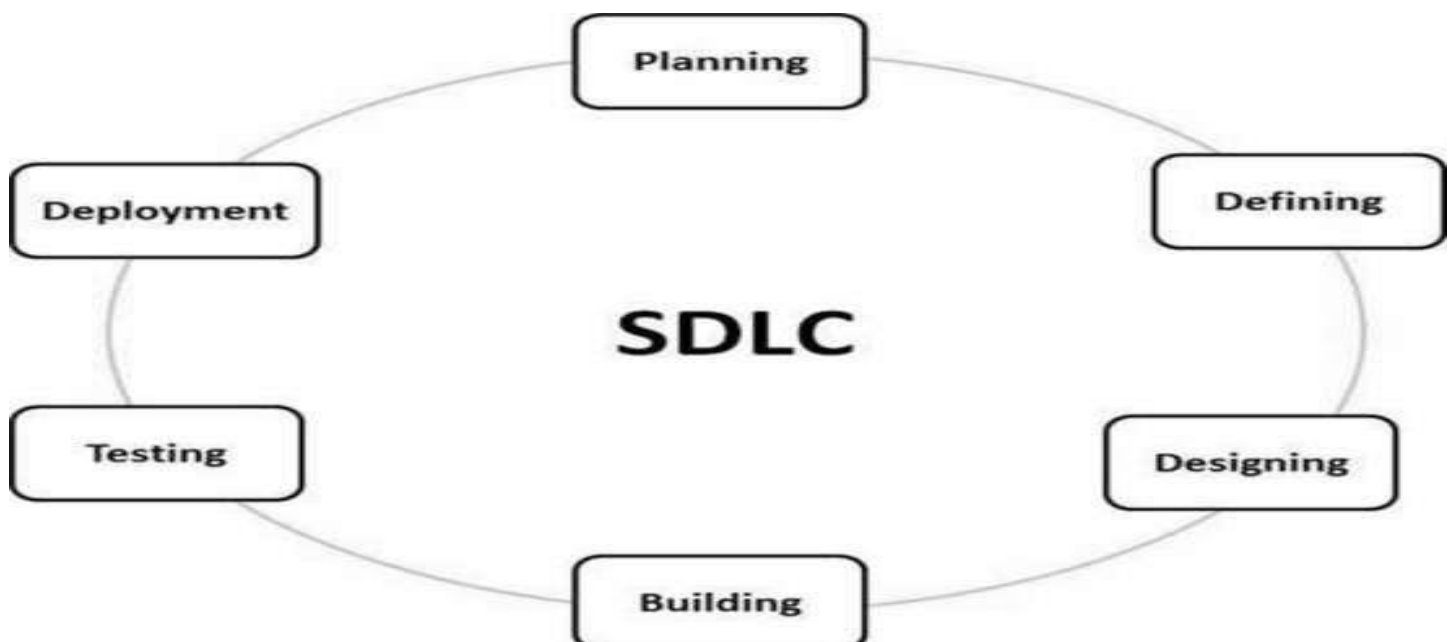 Planning
Defining
Designing
Building
Testing
Deployment
SDLC